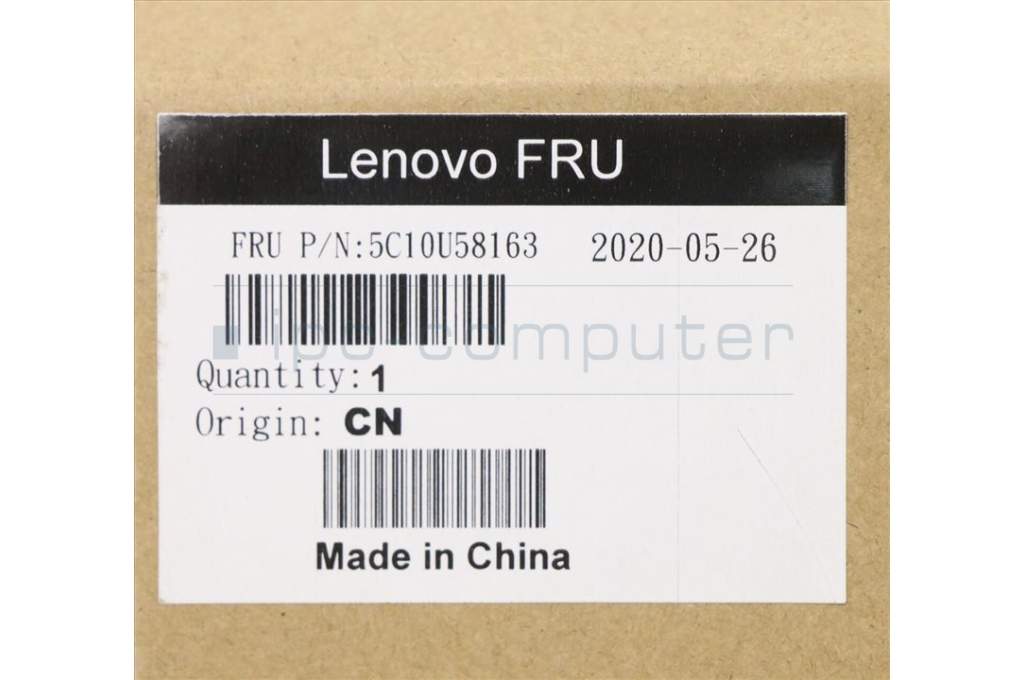 Lenovo FRU
FRU P/N:5C10U58163 2020-05-26
ipc computer
Quantity: 1
Origin: CN
Made in China